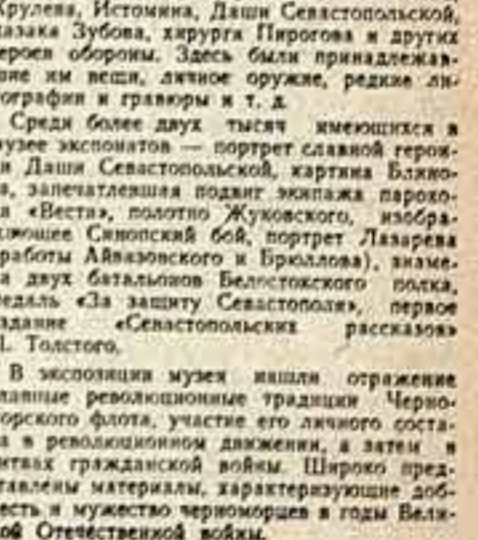 Крулева, Истомина, Даши Севастопольской,
казака Зубова, хирурга Пирогова и других
героев обороны. Здесь были принадлежав-
шие им вещи, личное оружие, редкие ли-
тографии и гравюры и т. д.
Среди более двух тысяч имеющихся в
музее экспонатов — портрет славной герои-
ни Даши Севастопольской, картина Блино-
ва, запечатлевшая подвиг экипажа парохо-
да «Веста», полотно Жуковского, изобра-
жающее Синопский бой, портрет Лазарева
(работы Айвазовского и Брюллова), знаме-
на двух батальонов Белостокского полка,
медаль «За защиту Севастополя», первое
издание «Севастопольских рассказов»
Л. Толстого.
В экспозиции музея нашли отражение
славные революционные традиции Черно-
морского флота, участие его личного соста-
ва в революционном движении, а затем в
битвах гражданской войны. Широко пред-
ставлены материалы, характеризующие доб-
лесть и мужество черноморцев в годы Вели-
кой Отечественной войны.